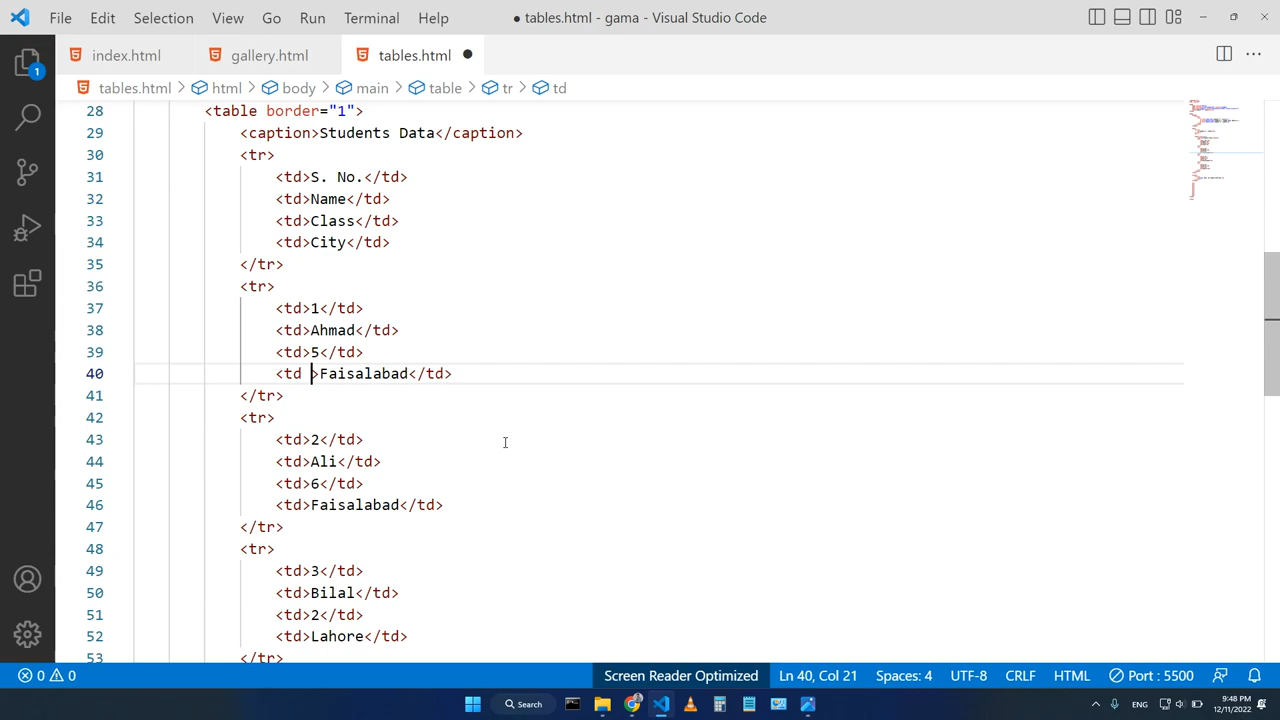 File Edit Selection View Go Run Terminal Help
● tables.html - gama - Visual Studio Code
index.html gallery.html tables.html ●
tables.html > html > body > main > table > tr > td
1
28 <table border="1">
29 <caption>Students Data</caption>
30 <tr>
31 <td>S. No.</td>
32 <td>Name</td>
33 <td>Class</td>
34 <td>City</td>
35 </tr>
36 <tr>
37 <td>1</td>
38 <td>Ahmad</td>
39 <td>5</td>
40 <td >Faisalabad</td>
41 </tr>
42 <tr>
43 <td>2</td>
44 <td>Ali</td>
45 <td>6</td>
46 <td>Faisalabad</td>
47 </tr>
48 <tr>
49 <td>3</td>
50 <td>Bilal</td>
51 <td>2</td>
52 <td>Lahore</td>
53 </tr>
0 0 Screen Reader Optimized Ln 40, Col 21 Spaces: 4 UTF-8 CRLF HTML Port : 5500
Search ENG 9:48 PM
12/11/2022